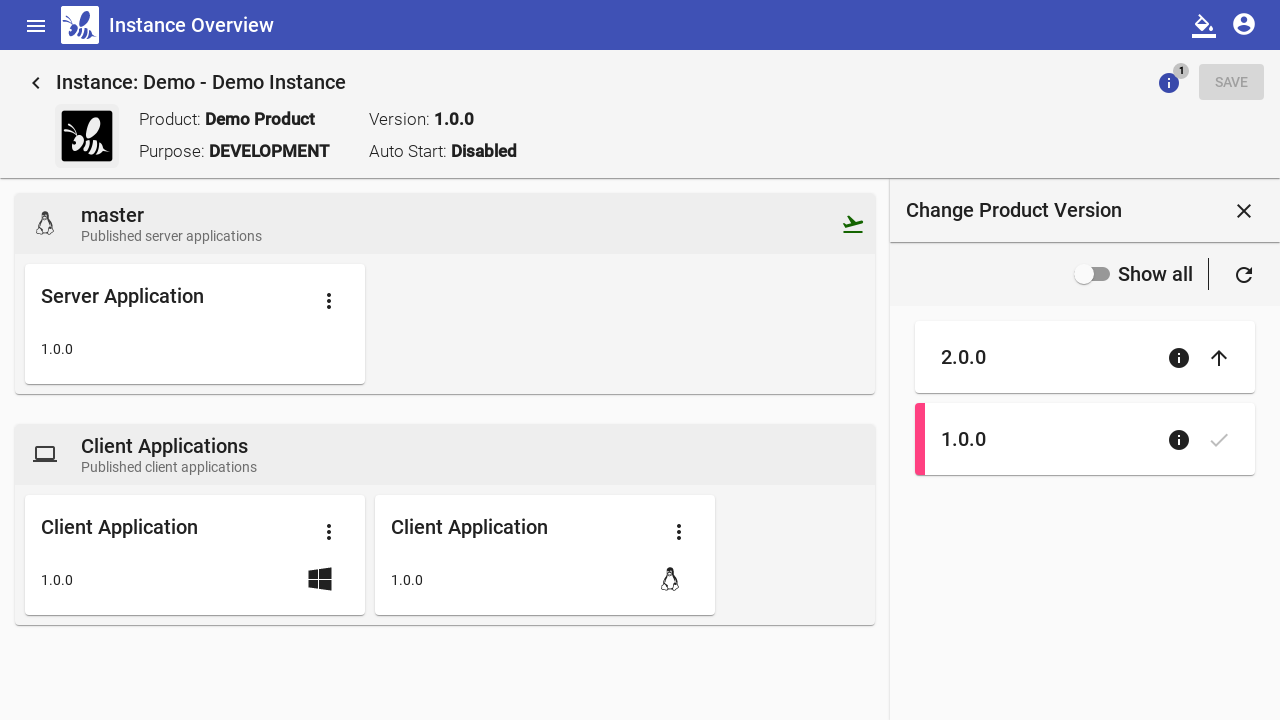 Instance Overview
Instance: Demo - Demo Instance
1
SAVE
Product: Demo Product
Version: 1.0.0
Purpose: DEVELOPMENT
Auto Start: Disabled
master
Published server applications
Server Application
1.0.0
Client Applications
Published client applications
Client Application
1.0.0
Client Application
1.0.0
Change Product Version
Show all
2.0.0
1.0.0